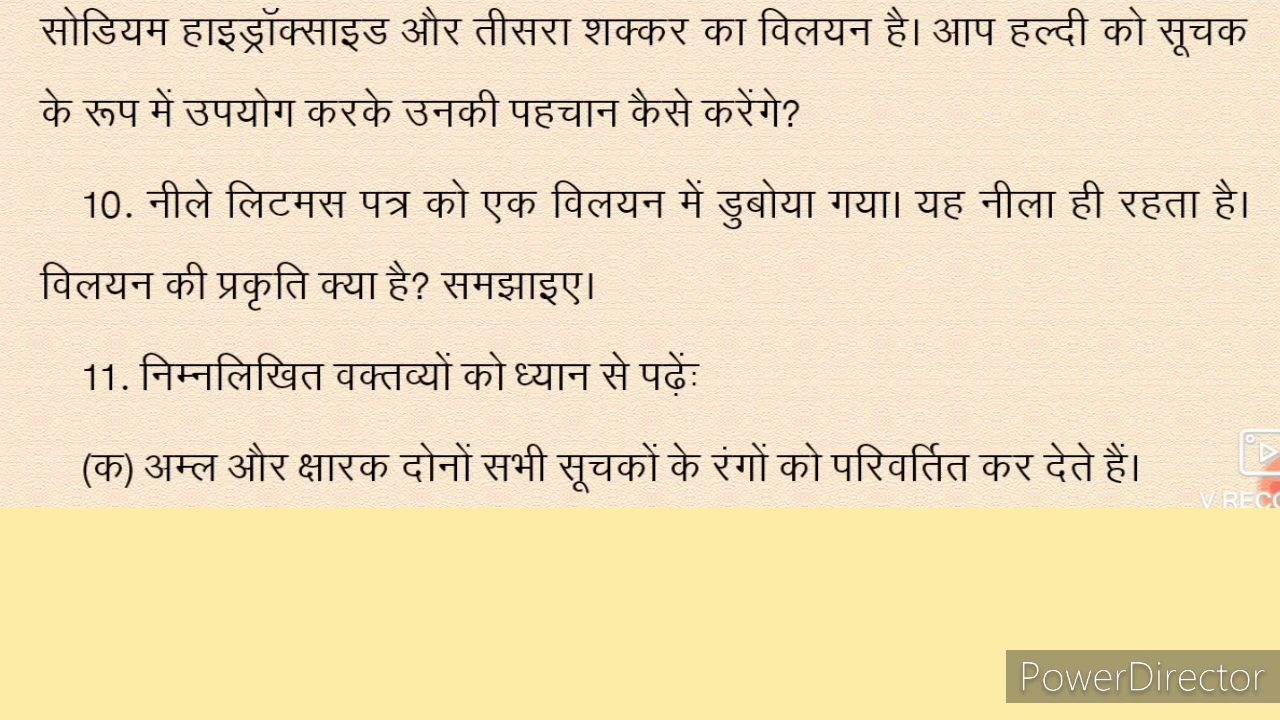 सोडियम हाइड्रॉक्साइड और तीसरा शक्कर का विलयन है। आप हल्दी को सूचक
के रूप में उपयोग करके उनकी पहचान कैसे करेंगे?
10. नीले लिटमस पत्र को एक विलयन में डुबोया गया। यह नीला ही रहता है।
विलयन की प्रकृति क्या है? समझाइए।
11. निम्नलिखित वक्तव्यों को ध्यान से पढ़ेंः
(क) अम्ल और क्षारक दोनों सभी सूचकों के रंगों को परिवर्तित कर देते हैं।
V RECO
PowerDirector